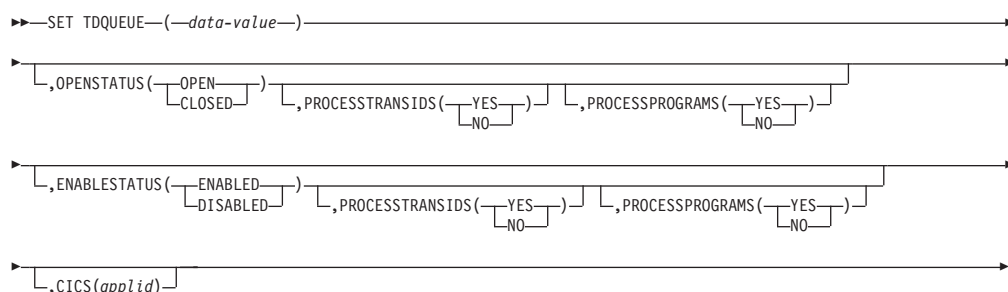 SET TDQUEUE ( data-value )
,OPENSTATUS( OPEN ) ,PROCESSTRANSIDS( YES ) ,PROCESSPROGRAMS( YES )
CLOSED NO NO
,ENABLESTATUS( ENABLED ) ,PROCESSTRANSIDS( YES ) ,PROCESSPROGRAMS( YES )
DISABLED NO NO
,CICS(applid)